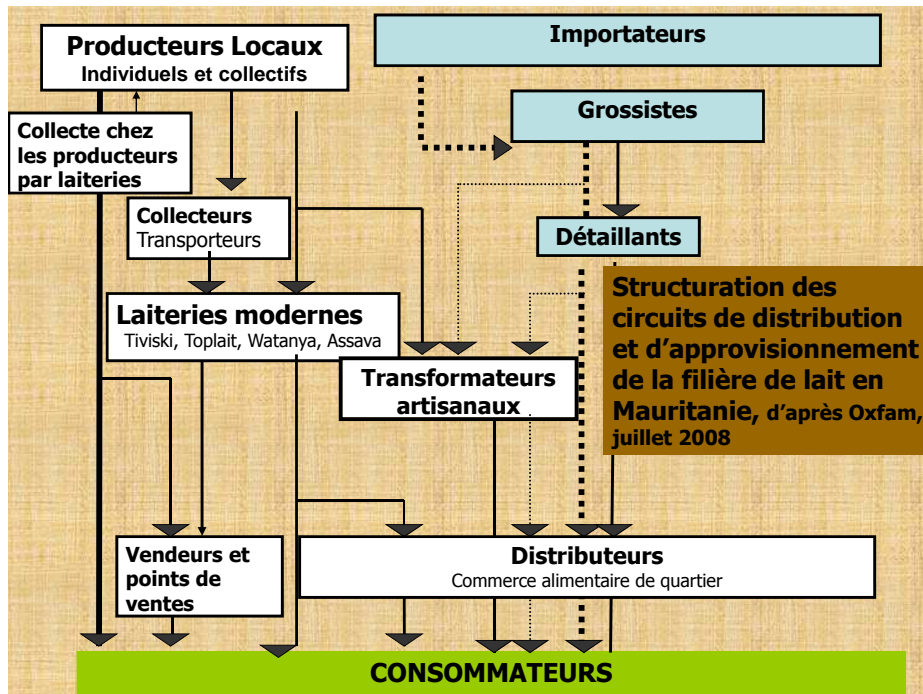 Producteurs Locaux
Individuels et collectifs
Importateurs
Grossistes
Collecte chez
les producteurs
par laiteries
Collecteurs
Transporteurs
Détaillants
Laiteries modernes
Tiviski, Toplait, Watanya, Assava
Structuration des
circuits de distribution
et d'approvisionnement
de la filière de lait en
Mauritanie, d'après Oxfam,
juillet 2008
Transformateurs
artisanaux
Vendeurs et
points de
ventes
Distributeurs
Commerce alimentaire de quartier
CONSOMMATEURS